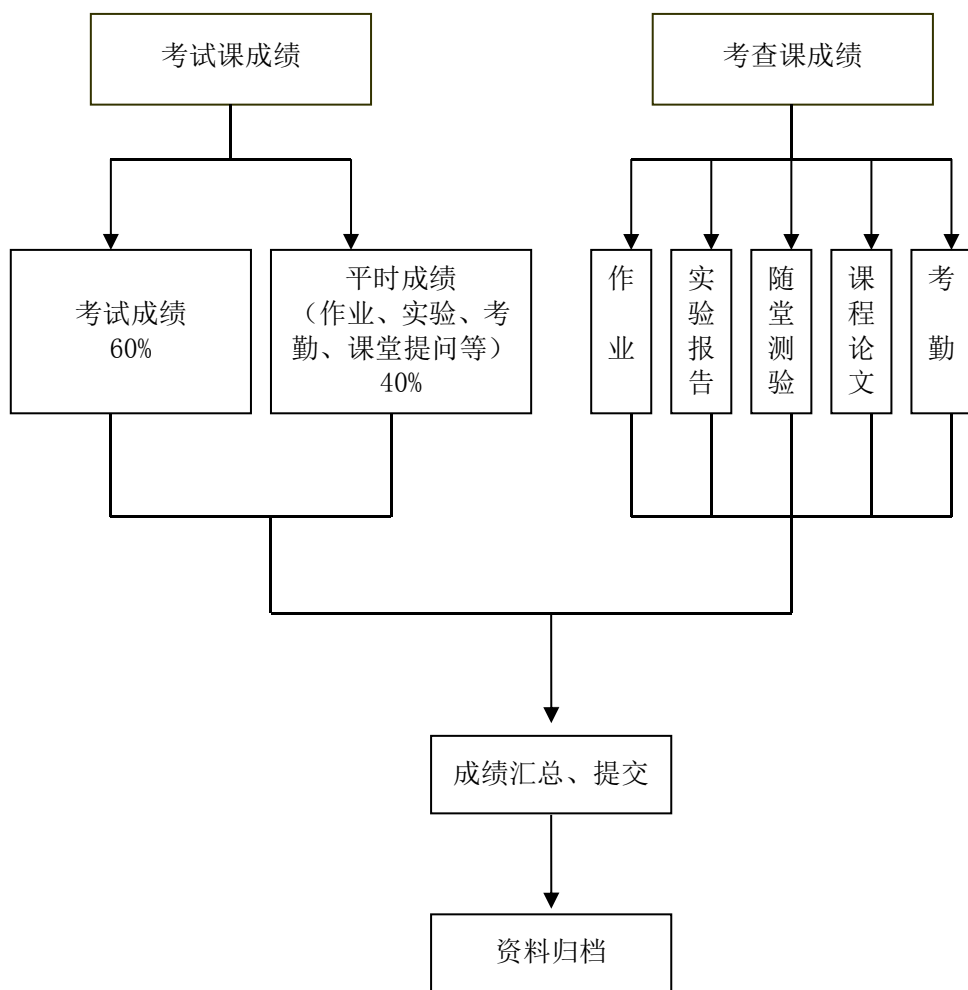 考试课成绩
考查课成绩
考试成绩
60%
平时成绩
（作业、实验、考
勤、课堂提问等）
40%
作业
实验报告
随堂测验
课程论文
考勤
成绩汇总、提交
资料归档